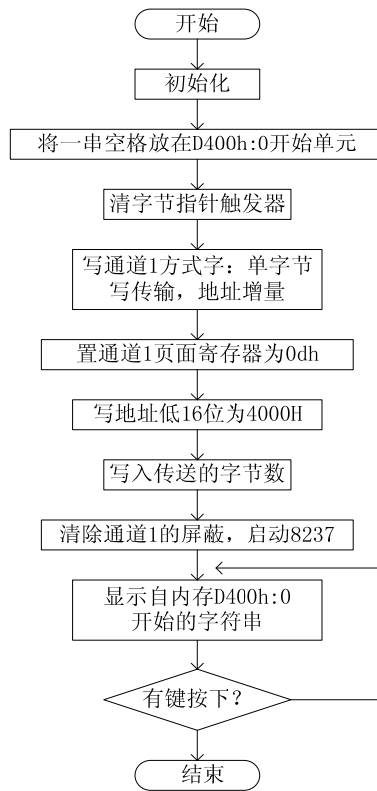 开始
初始化
将一串空格放在D400h:0开始单元
清字节指针触发器
写通道1方式字：单字节
写传输，地址增量
置通道1页面寄存器为0dh
写地址低16位为4000H
写入传送的字节数
清除通道1的屏蔽，启动8237
显示自内存D400h:0
开始的字符串
有键按下？
结束